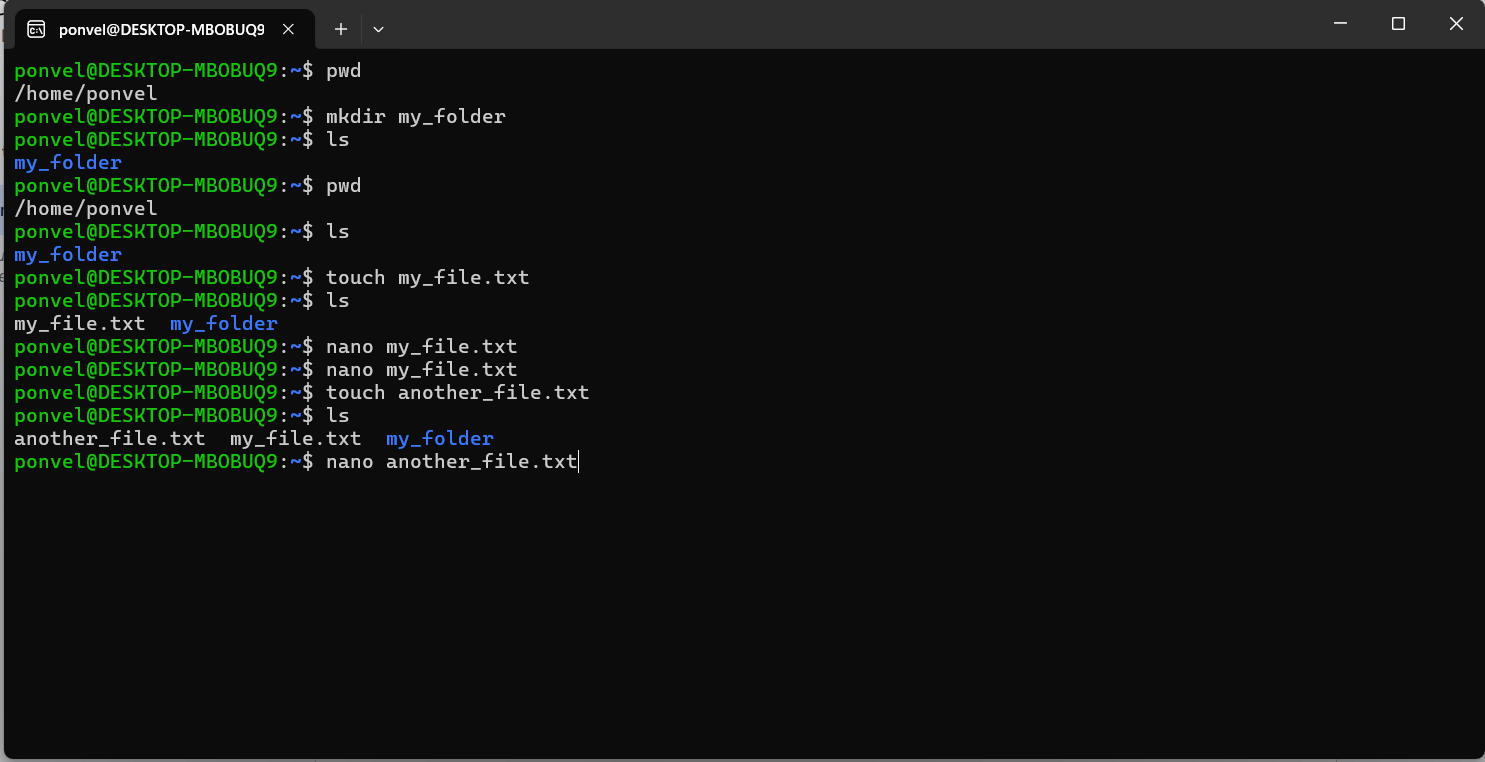 ponvel@DESKTOP-MBOBUQ9
ponvel@DESKTOP-MBOBUQ9:~$ pwd
/home/ponvel
ponvel@DESKTOP-MBOBUQ9:~$ mkdir my_folder
ponvel@DESKTOP-MBOBUQ9:~$ ls
my_folder
ponvel@DESKTOP-MBOBUQ9:~$ pwd
/home/ponvel
ponvel@DESKTOP-MBOBUQ9:~$ ls
my_folder
ponvel@DESKTOP-MBOBUQ9:~$ touch my_file.txt
ponvel@DESKTOP-MBOBUQ9:~$ ls
my_file.txt  my_folder
ponvel@DESKTOP-MBOBUQ9:~$ nano my_file.txt
ponvel@DESKTOP-MBOBUQ9:~$ nano my_file.txt
ponvel@DESKTOP-MBOBUQ9:~$ touch another_file.txt
ponvel@DESKTOP-MBOBUQ9:~$ ls
another_file.txt  my_file.txt  my_folder
ponvel@DESKTOP-MBOBUQ9:~$ nano another_file.txt